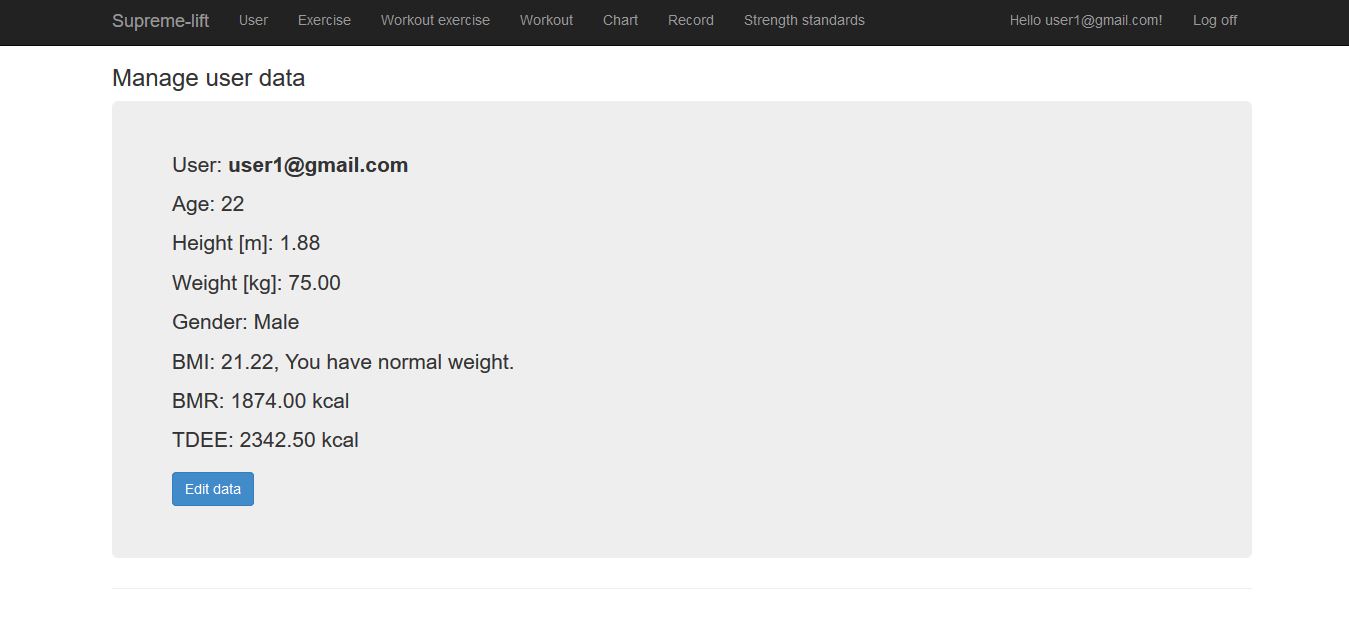 Supreme-lift User Exercise Workout exercise Workout Chart Record Strength standards Hello user1@gmail.com! Log off
Manage user data
User: user1@gmail.com
Age: 22
Height [m]: 1.88
Weight [kg]: 75.00
Gender: Male
BMI: 21.22, You have normal weight.
BMR: 1874.00 kcal
TDEE: 2342.50 kcal
Edit data